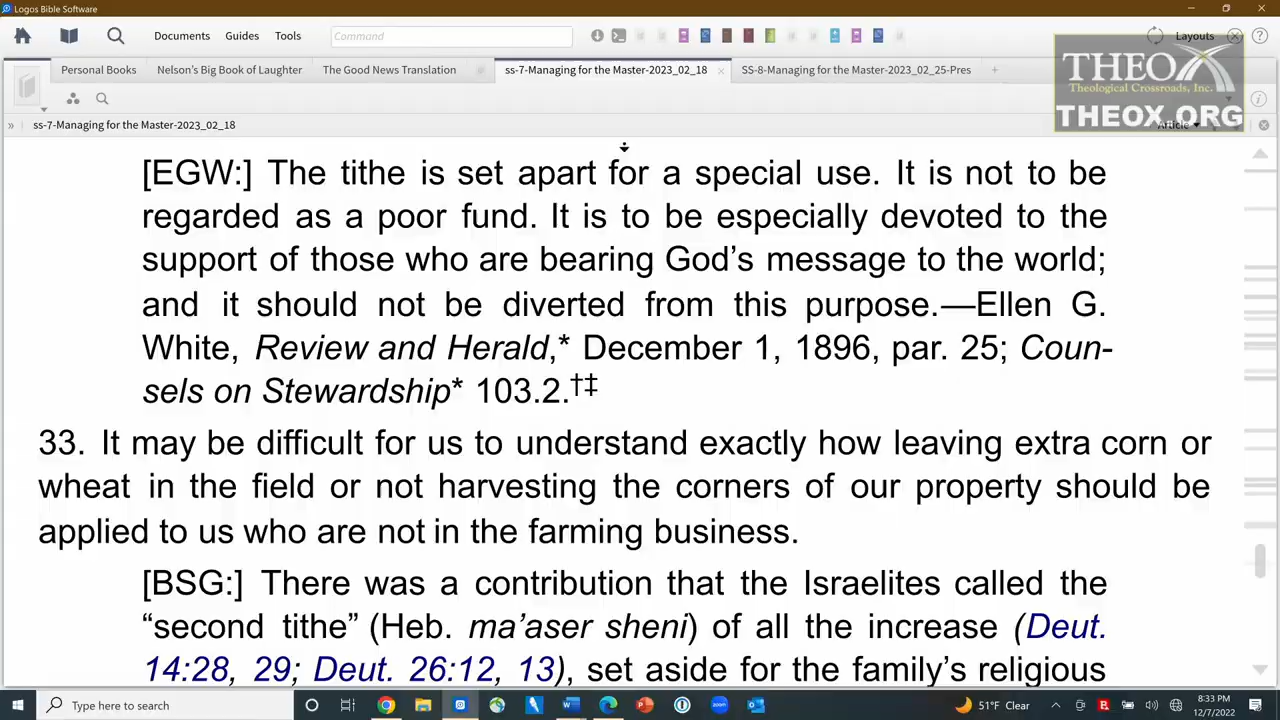 Logos Bible Software
Documents Guides Tools Command Layouts
Personal Books Nelson's Big Book of Laughter The Good News Translation ss-7-Managing for the Master-2023_02_18 SS-8-Managing for the Master-2023_02_25-Pres
THEOX
Theological Crossroads, Inc.
THEOX.ORG
ss-7-Managing for the Master-2023_02_18 Article
[EGW:] The tithe is set apart for a special use. It is not to be
regarded as a poor fund. It is to be especially devoted to the
support of those who are bearing God's message to the world;
and it should not be diverted from this purpose.—Ellen G.
White, Review and Herald,* December 1, 1896, par. 25; Coun-
sels on Stewardship* 103.2.†‡
33. It may be difficult for us to understand exactly how leaving extra corn or
wheat in the field or not harvesting the corners of our property should be
applied to us who are not in the farming business.
[BSG:] There was a contribution that the Israelites called the
“second tithe” (Heb. ma’aser sheni) of all the increase (Deut.
14:28, 29; Deut. 26:12, 13), set aside for the family’s religious
Type here to search 51°F Clear 8:33 PM
12/7/2022